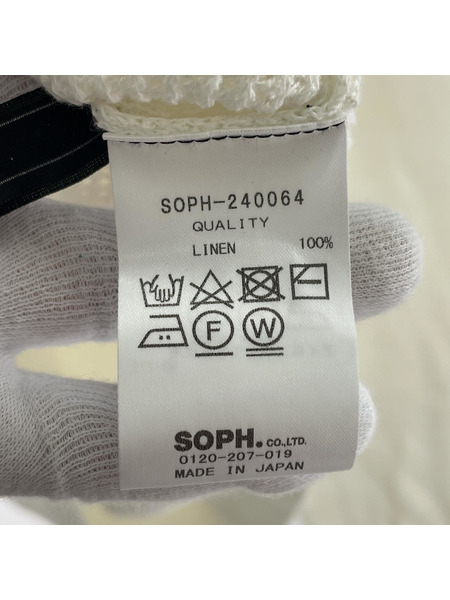 SOPH-240064
QUALITY
LINEN 100%
F W
SOPH. CO.,LTD.
0120-207-019
MADE IN JAPAN